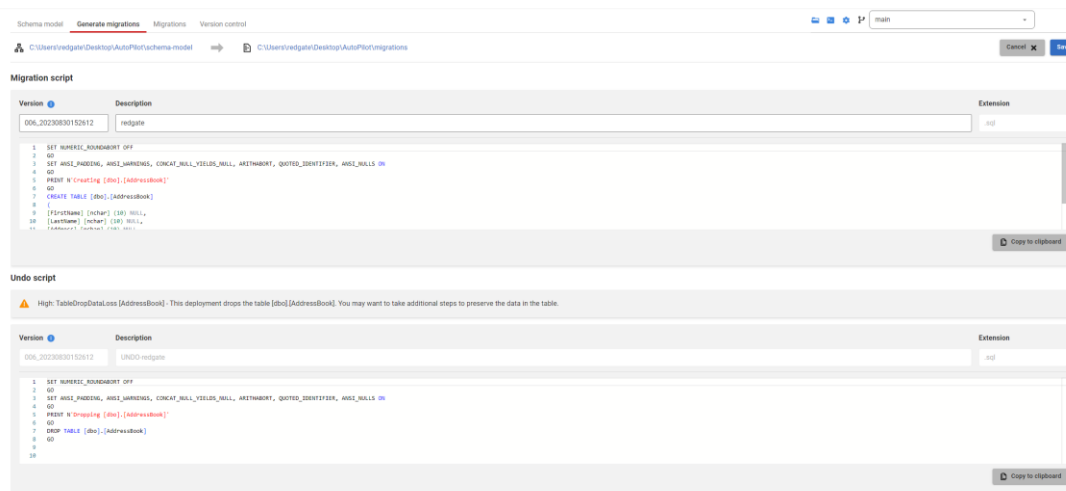 Schema model Generate migrations Migrations Version control main
C:\Users\redgate\Desktop\AutoPilot\schema-model C:\Users\redgate\Desktop\AutoPilot\migrations Cancel Sav
Migration script
Version Description Extension
006_20230830152612 redgate .sql
1 SET NUMERIC_ROUNDABORT OFF
2 GO
3 SET ANSI_PADDING, ANSI_WARNINGS, CONCAT_NULL_YIELDS_NULL, ARITHABORT, QUOTED_IDENTIFIER, ANSI_NULLS ON
4 GO
5 PRINT N'Creating [dbo].[AddressBook]'
6 GO
7 CREATE TABLE [dbo].[AddressBook]
8 (
9 [FirstName] [nchar] (10) NULL,
10 [LastName] [nchar] (10) NULL,
11 [Address] [nchar] (10) NULL,
Copy to clipboard
Undo script
High: TableDropDataLoss [AddressBook] - This deployment drops the table [dbo].[AddressBook]. You may want to take additional steps to preserve the data in the table.
Version Description Extension
006_20230830152612 UNDO-redgate .sql
1 SET NUMERIC_ROUNDABORT OFF
2 GO
3 SET ANSI_PADDING, ANSI_WARNINGS, CONCAT_NULL_YIELDS_NULL, ARITHABORT, QUOTED_IDENTIFIER, ANSI_NULLS ON
4 GO
5 PRINT N'Dropping [dbo].[AddressBook]'
6 GO
7 DROP TABLE [dbo].[AddressBook]
8 GO
9
10
Copy to clipboard